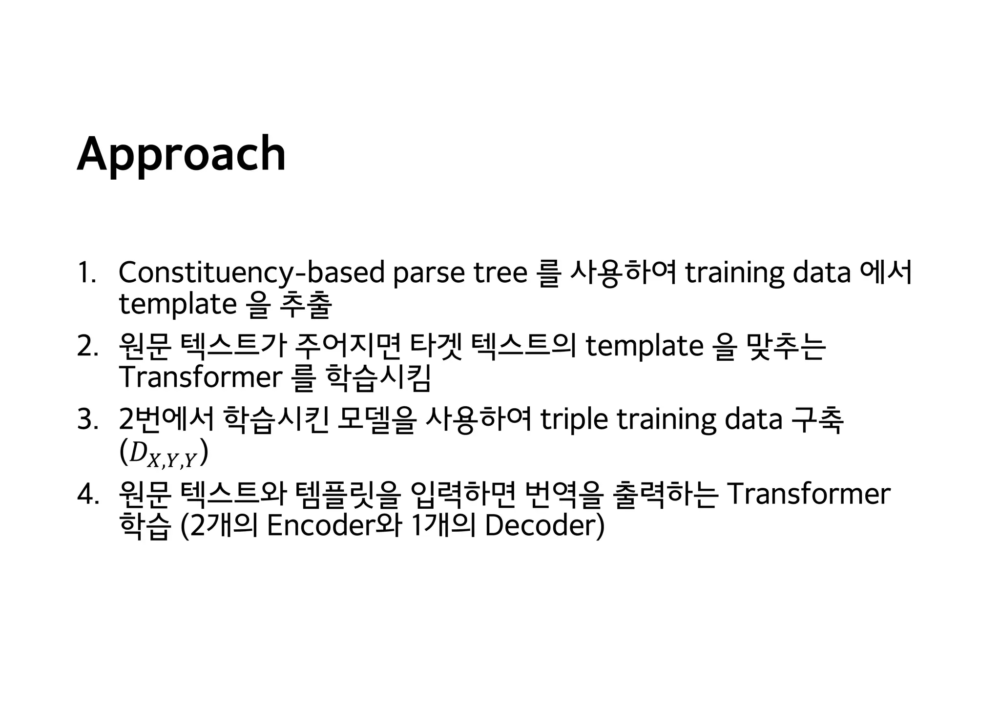 Approach
1. Constituency-based parse tree 를 사용하여 training data 에서
template 을 추출
2. 원문 텍스트가 주어지면 타겟 텍스트의 template 을 맞추는
Transformer 를 학습시킴
3. 2번에서 학습시킨 모델을 사용하여 triple training data 구축
(D_{X,Y,Y})
4. 원문 텍스트와 템플릿을 입력하면 번역을 출력하는 Transformer
학습 (2개의 Encoder와 1개의 Decoder)